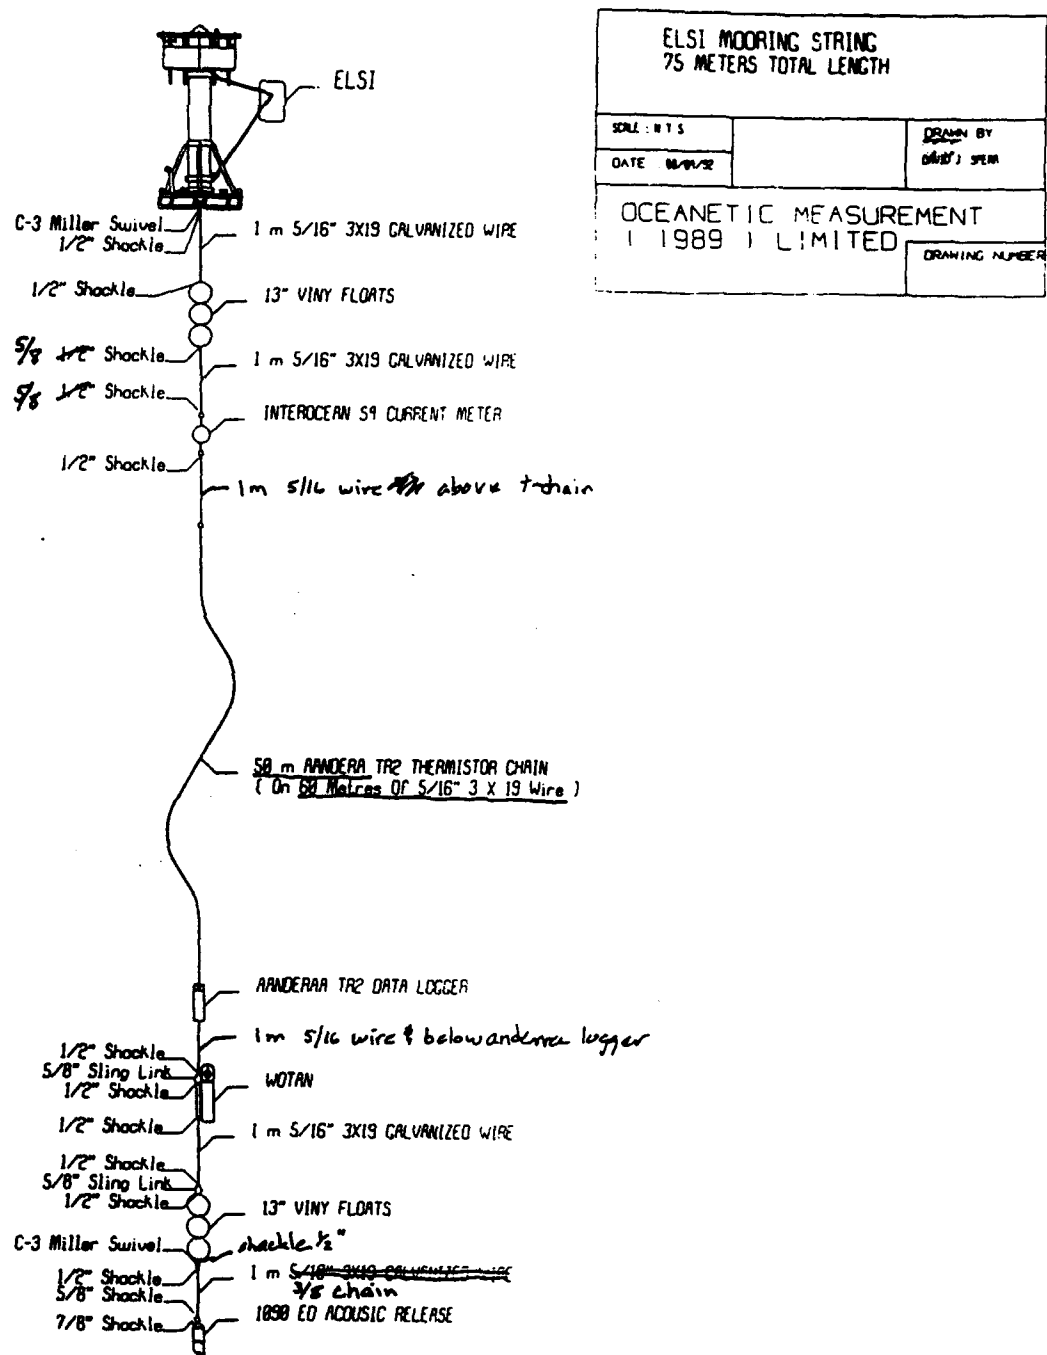 ELSI MOORING STRING
75 METERS TOTAL LENGTH
SCALE : N T S
DATE
DRAWN BY
OCEANETIC MEASUREMENT
( 1989 ) LIMITED
DRAWING NUMBER
ELSI
C-3 Miller Swivel
1/2" Shackle
1 m 5/16" 3X19 GALVANIZED WIRE
1/2" Shackle
13" VINY FLOATS
5/8 1/2" Shackle
1 m 5/16" 3X19 GALVANIZED WIRE
5/8 1/2" Shackle
INTEROCEAN S4 CURRENT METER
1/2" Shackle
1m 5/16 wire above t-chain
50 m AANDERA TR2 THERMISTOR CHAIN
( On 60 Metres Of 5/16" 3 X 19 Wire )
AANDERAA TR2 DATA LOGGER
1m 5/16 wire below anderraa logger
1/2" Shackle
5/8" Sling Link
1/2" Shackle
WOTAN
1/2" Shackle
1 m 5/16" 3X19 GALVANIZED WIRE
1/2" Shackle
5/8" Sling Link
1/2" Shackle
13" VINY FLOATS
C-3 Miller Swivel
shackle 1/2"
1/2" Shackle
1 m 5/16" 3X19 GALVANIZED WIRE
3/8 chain
5/8" Shackle
7/8" Shackle
1090 ED ACOUSIC RELEASE